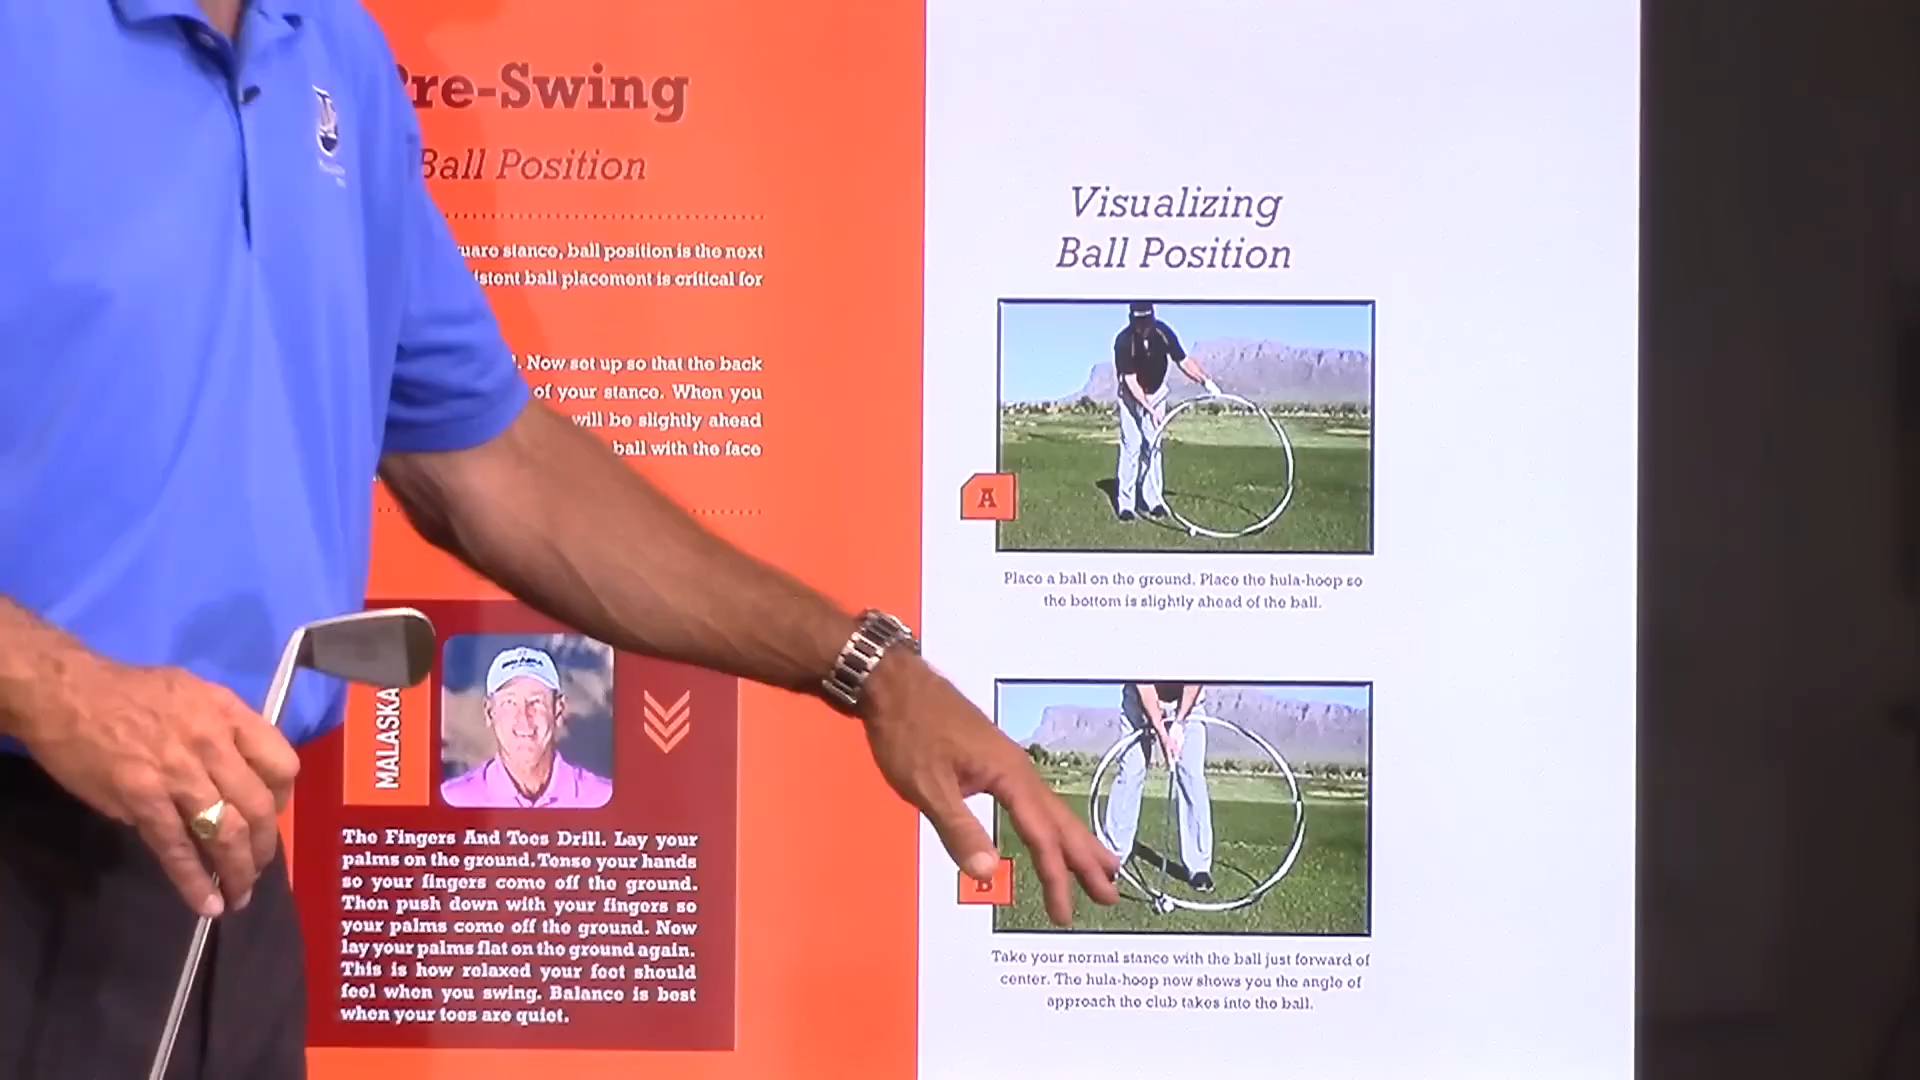 re-Swing
Ball Position
stance, ball position is the next
ball placement is critical for
Now set up so that the back
of your stance. When you
will be slightly ahead
ball with the face
MALASKA
The Fingers And Toes Drill. Lay your
palms on the ground. Tense your hands
so your fingers come off the ground.
Then push down with your fingers so
your palms come off the ground. Now
lay your palms flat on the ground again.
This is how relaxed your feet should
feel when you swing. Balance is best
when your toes are quiet.
Visualizing
Ball Position
A
Place a ball on the ground. Place the hula-hoop so
the bottom is slightly ahead of the ball.
B
Take your normal stance with the ball just forward of
center. The hula-hoop now shows you the angle of
approach the club takes into the ball.